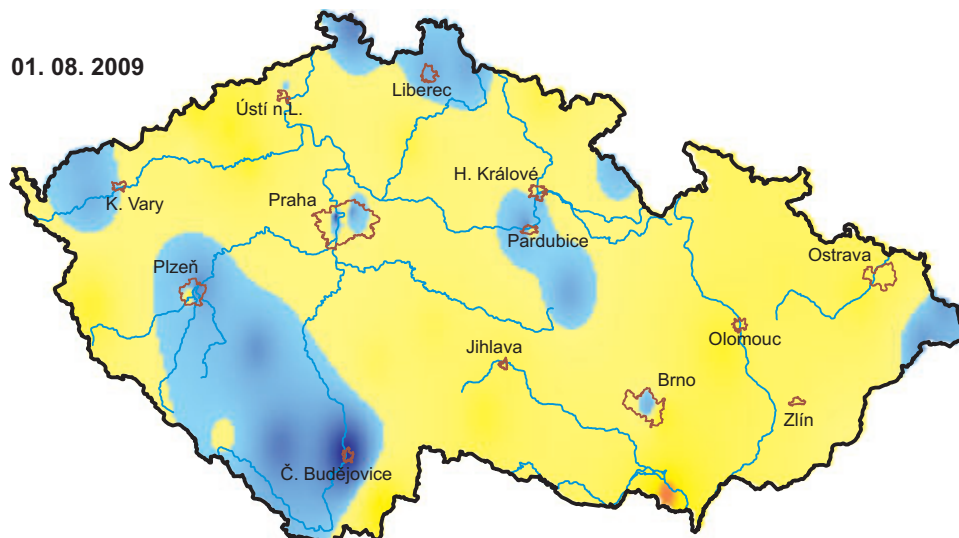 01. 08. 2009
Liberec
Ústí n.L.
H. Králové
K. Vary
Praha
Pardubice
Ostrava
Plzeň
Olomouc
Jihlava
Brno
Zlín
Č. Budějovice